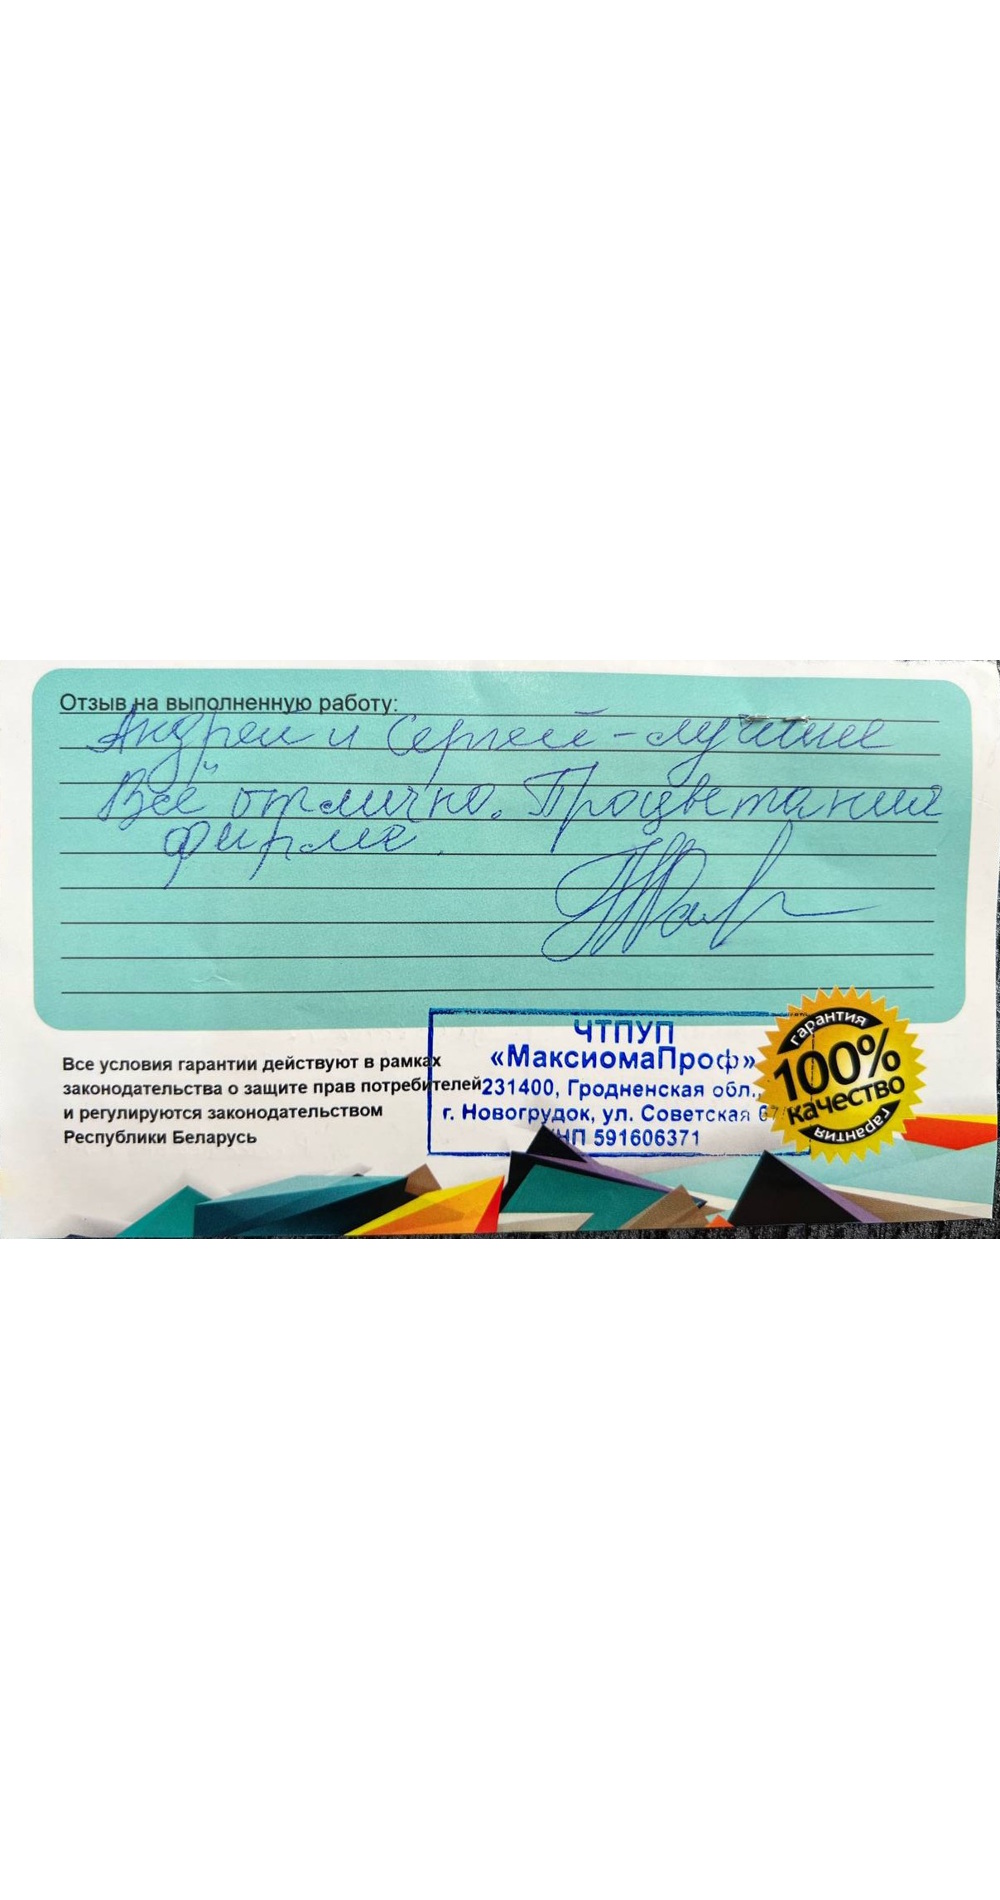 Отзыв на выполненную работу:
Андрей и Сергей - лучшие
Всё отлично. Процветания
фирме.
Все условия гарантии действуют в рамках
законодательства о защите прав потребителей
и регулируются законодательством
Республики Беларусь
ЧТПУП
«МаксиомаПроф»
231400, Гродненская обл.,
г. Новогрудок, ул. Советская
УНП 591606371
гарантия
100%
качество
гарантия